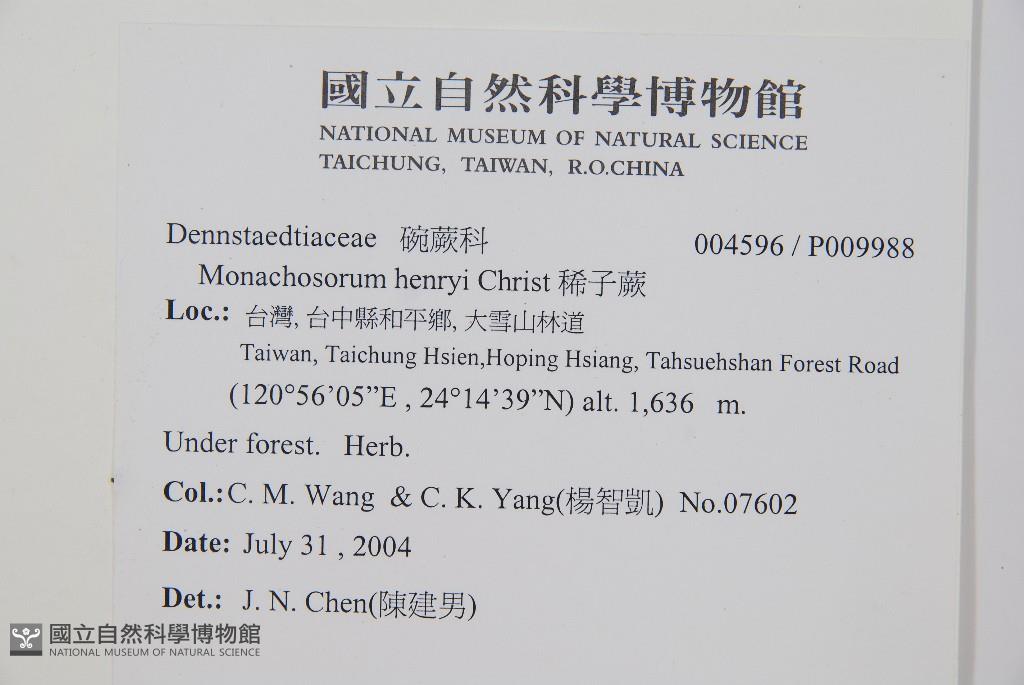 國立自然科學博物館
NATIONAL MUSEUM OF NATURAL SCIENCE
TAICHUNG, TAIWAN, R.O.CHINA
Dennstaedtiaceae 碗蕨科 004596 / P009988
Monachosorum henryi Christ 稀子蕨
Loc.: 台灣, 台中縣和平鄉, 大雪山林道
Taiwan, Taichung Hsien,Hoping Hsiang, Tahsuehshan Forest Road
(120°56’05”E , 24°14’39”N) alt. 1,636 m.
Under forest. Herb.
Col.:C. M. Wang & C. K. Yang(楊智凱) No.07602
Date: July 31 , 2004
Det.: J. N. Chen(陳建男)
國立自然科學博物館
NATIONAL MUSEUM OF NATURAL SCIENCE